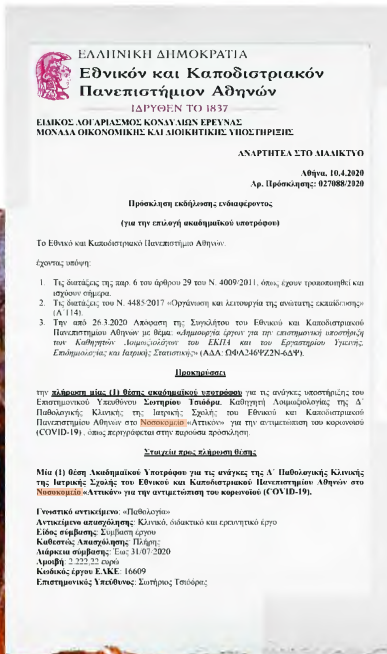 ΕΛΛΗΝΙΚΗ ΔΗΜΟΚΡΑΤΙΑ
Εθνικόν και Καποδιστριακόν
Πανεπιστήμιον Αθηνών
ΙΔΡΥΘΕΝ ΤΟ 1837
ΕΙΔΙΚΟΣ ΛΟΓΑΡΙΑΣΜΟΣ ΚΟΝΔΥΛΙΩΝ ΕΡΕΥΝΑΣ
ΜΟΝΑΔΑ ΟΙΚΟΝΟΜΙΚΗΣ ΚΑΙ ΔΙΟΙΚΗΤΙΚΗΣ ΥΠΟΣΤΗΡΙΞΗΣ
ΑΝΑΡΤΗΤΕΑ ΣΤΟ ΔΙΑΔΙΚΤΥΟ
Αθήνα, 10.4.2020
Αρ. Πρόσκλησης: 027088/2020
Πρόσκληση εκδήλωσης ενδιαφέροντος
(για την επιλογή ακαδημαϊκού υποτρόφου)
Το Εθνικό και Καποδιστριακό Πανεπιστήμιο Αθηνών,
έχοντας υπόψη:
1. Τις διατάξεις της παρ. 6 του άρθρου 29 του Ν. 4009/2011, όπως έχουν τροποποιηθεί και
ισχύουν σήμερα.
2. Τις διατάξεις του Ν. 4485/2017 «Οργάνωση και λειτουργία της ανώτατης εκπαίδευσης»
(Α΄114).
3. Την από 26.3.2020 Απόφαση της Συγκλήτου του Εθνικού και Καποδιστριακού
Πανεπιστημίου Αθηνών με θέμα: «Δημιουργία έργων για την επιστημονική υποστήριξη
των Καθηγητών Λοιμωξιολόγων του ΕΚΠΑ και του Εργαστηρίου Υγιεινής,
Επιδημιολογίας και Ιατρικής Στατιστικής» (ΑΔΑ: ΩΦΛ246ΨΖ2Ν-6ΔΨ).
Προκηρύσσει
την πλήρωση μίας (1) θέσης ακαδημαϊκού υποτρόφου για τις ανάγκες υποστήριξης του
Επιστημονικού Υπευθύνου Σωτηρίου Τσιόδρα, Καθηγητή Λοιμωξιολογίας της Δ΄
Παθολογικής Κλινικής της Ιατρικής Σχολής του Εθνικού και Καποδιστριακού
Πανεπιστημίου Αθηνών στο Νοσοκομείο «Αττικόν» για την αντιμετώπιση του κορωνοϊού
(COVID-19) , όπως περιγράφεται στην παρούσα πρόσκληση.
Στοιχεία προς πλήρωση θέσης
Μία (1) θέση Ακαδημαϊκού Υποτρόφου για τις ανάγκες της Δ΄ Παθολογικής Κλινικής
της Ιατρικής Σχολής του Εθνικού και Καποδιστριακού Πανεπιστημίου Αθηνών στο
Νοσοκομείο «Αττικόν» για την αντιμετώπιση του κορωνοϊού (COVID-19).
Γνωστικό αντικείμενο: «Παθολογία»
Αντικείμενο απασχόλησης: Κλινικό, διδακτικό και ερευνητικό έργο
Είδος σύμβασης: Σύμβαση έργου
Καθεστώς Απασχόλησης: Πλήρης
Διάρκεια σύμβασης: Έως 31/07/2020
Αμοιβή: 2.222,22 ευρώ
Κωδικός έργου ΕΛΚΕ: 16609
Επιστημονικός Υπεύθυνος: Σωτήριος Τσιόδρας